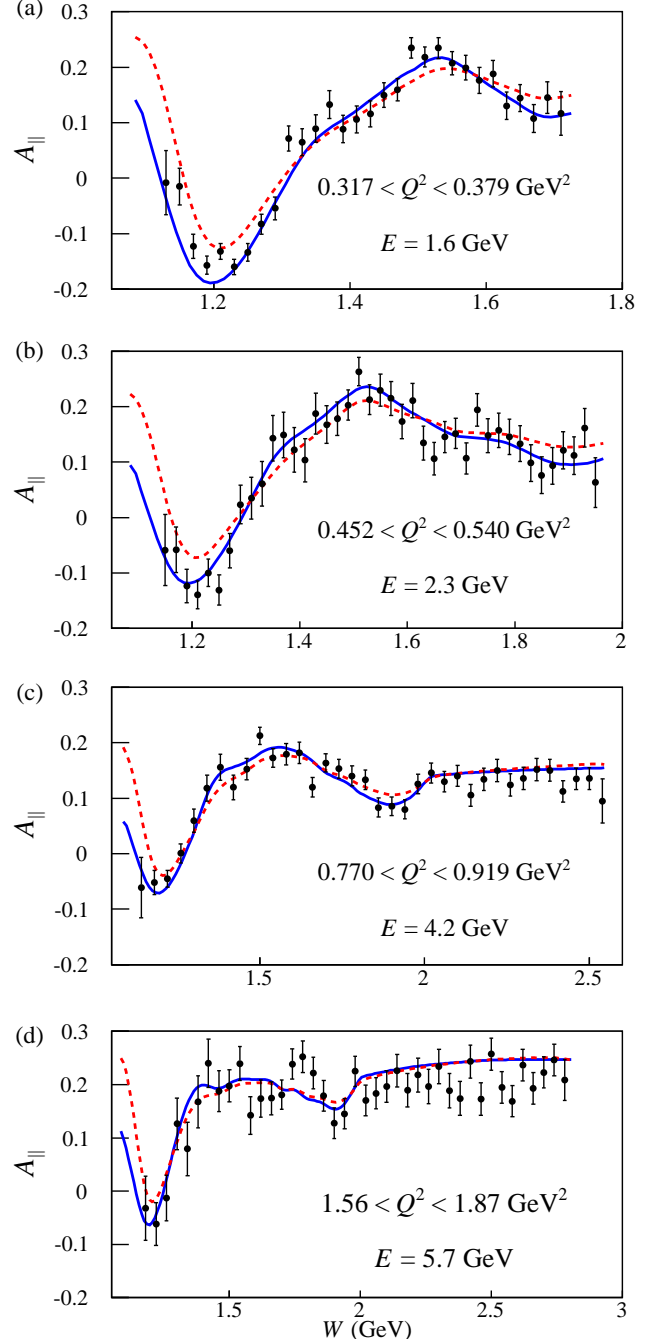 (a)
0.3
0.2
0.1
0
-0.1
-0.2
A∥
0.317 < Q² < 0.379 GeV²
E = 1.6 GeV
1.2 1.4 1.6 1.8
(b)
0.3
0.2
0.1
0
-0.1
-0.2
A∥
0.452 < Q² < 0.540 GeV²
E = 2.3 GeV
1.2 1.4 1.6 1.8 2
(c)
0.3
0.2
0.1
0
-0.1
-0.2
A∥
0.770 < Q² < 0.919 GeV²
E = 4.2 GeV
1.5 2 2.5
(d)
0.3
0.2
0.1
0
-0.1
-0.2
A∥
1.56 < Q² < 1.87 GeV²
E = 5.7 GeV
1.5 2 2.5 3
W (GeV)